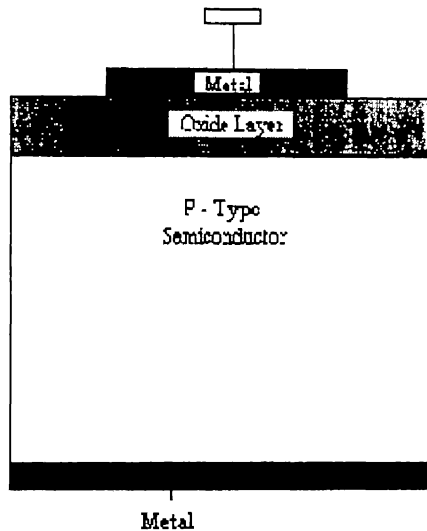 Metal
Oxide Layer
P - Type
Semiconductor
Metal